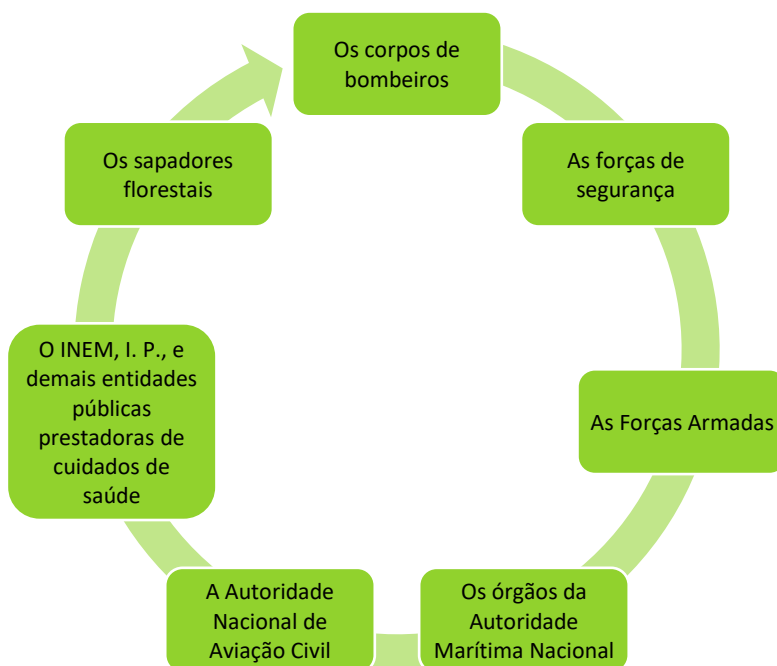 Os corpos de
bombeiros
As forças de
segurança
As Forças Armadas
Os órgãos da
Autoridade
Marítima Nacional
A Autoridade
Nacional de
Aviação Civil
O INEM, I. P., e
demais entidades
públicas
prestadoras de
cuidados de
saúde
Os sapadores
florestais